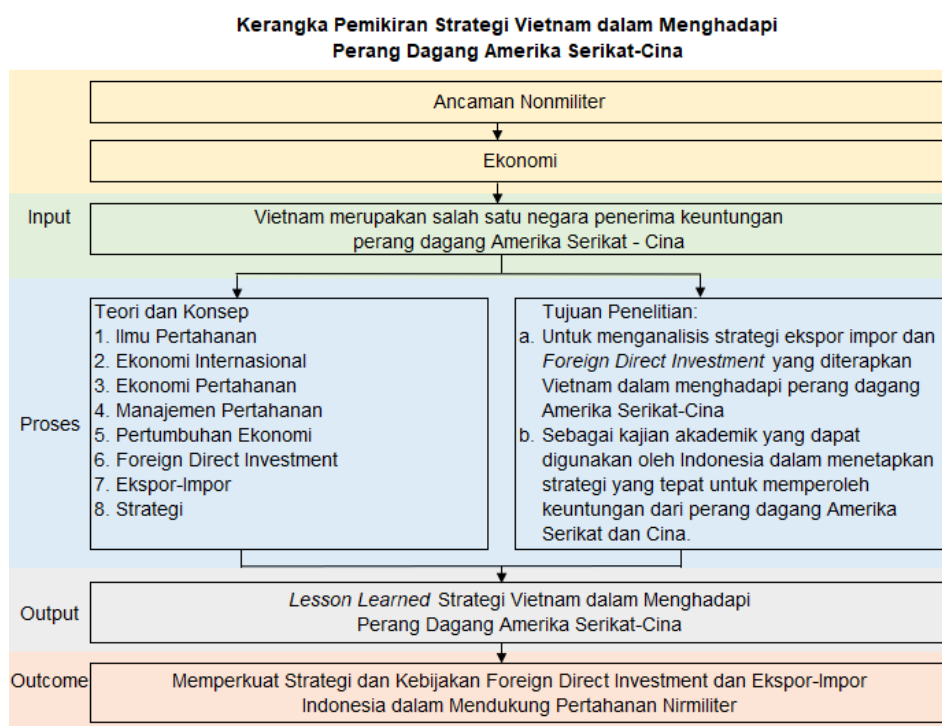 Kerangka Pemikiran Strategi Vietnam dalam Menghadapi
Perang Dagang Amerika Serikat-Cina
Ancaman Nonmiliter
Ekonomi
Input
Vietnam merupakan salah satu negara penerima keuntungan
perang dagang Amerika Serikat - Cina
Proses
Teori dan Konsep
1. Ilmu Pertahanan
2. Ekonomi Internasional
3. Ekonomi Pertahanan
4. Manajemen Pertahanan
5. Pertumbuhan Ekonomi
6. Foreign Direct Investment
7. Ekspor-Impor
8. Strategi
Tujuan Penelitian:
a. Untuk menganalisis strategi ekspor impor dan
Foreign Direct Investment yang diterapkan
Vietnam dalam menghadapi perang dagang
Amerika Serikat-Cina
b. Sebagai kajian akademik yang dapat
digunakan oleh Indonesia dalam menetapkan
strategi yang tepat untuk memperoleh
keuntungan dari perang dagang Amerika
Serikat dan Cina.
Output
Lesson Learned Strategi Vietnam dalam Menghadapi
Perang Dagang Amerika Serikat-Cina
Outcome
Memperkuat Strategi dan Kebijakan Foreign Direct Investment dan Ekspor-Impor
Indonesia dalam Mendukung Pertahanan Nirmiliter